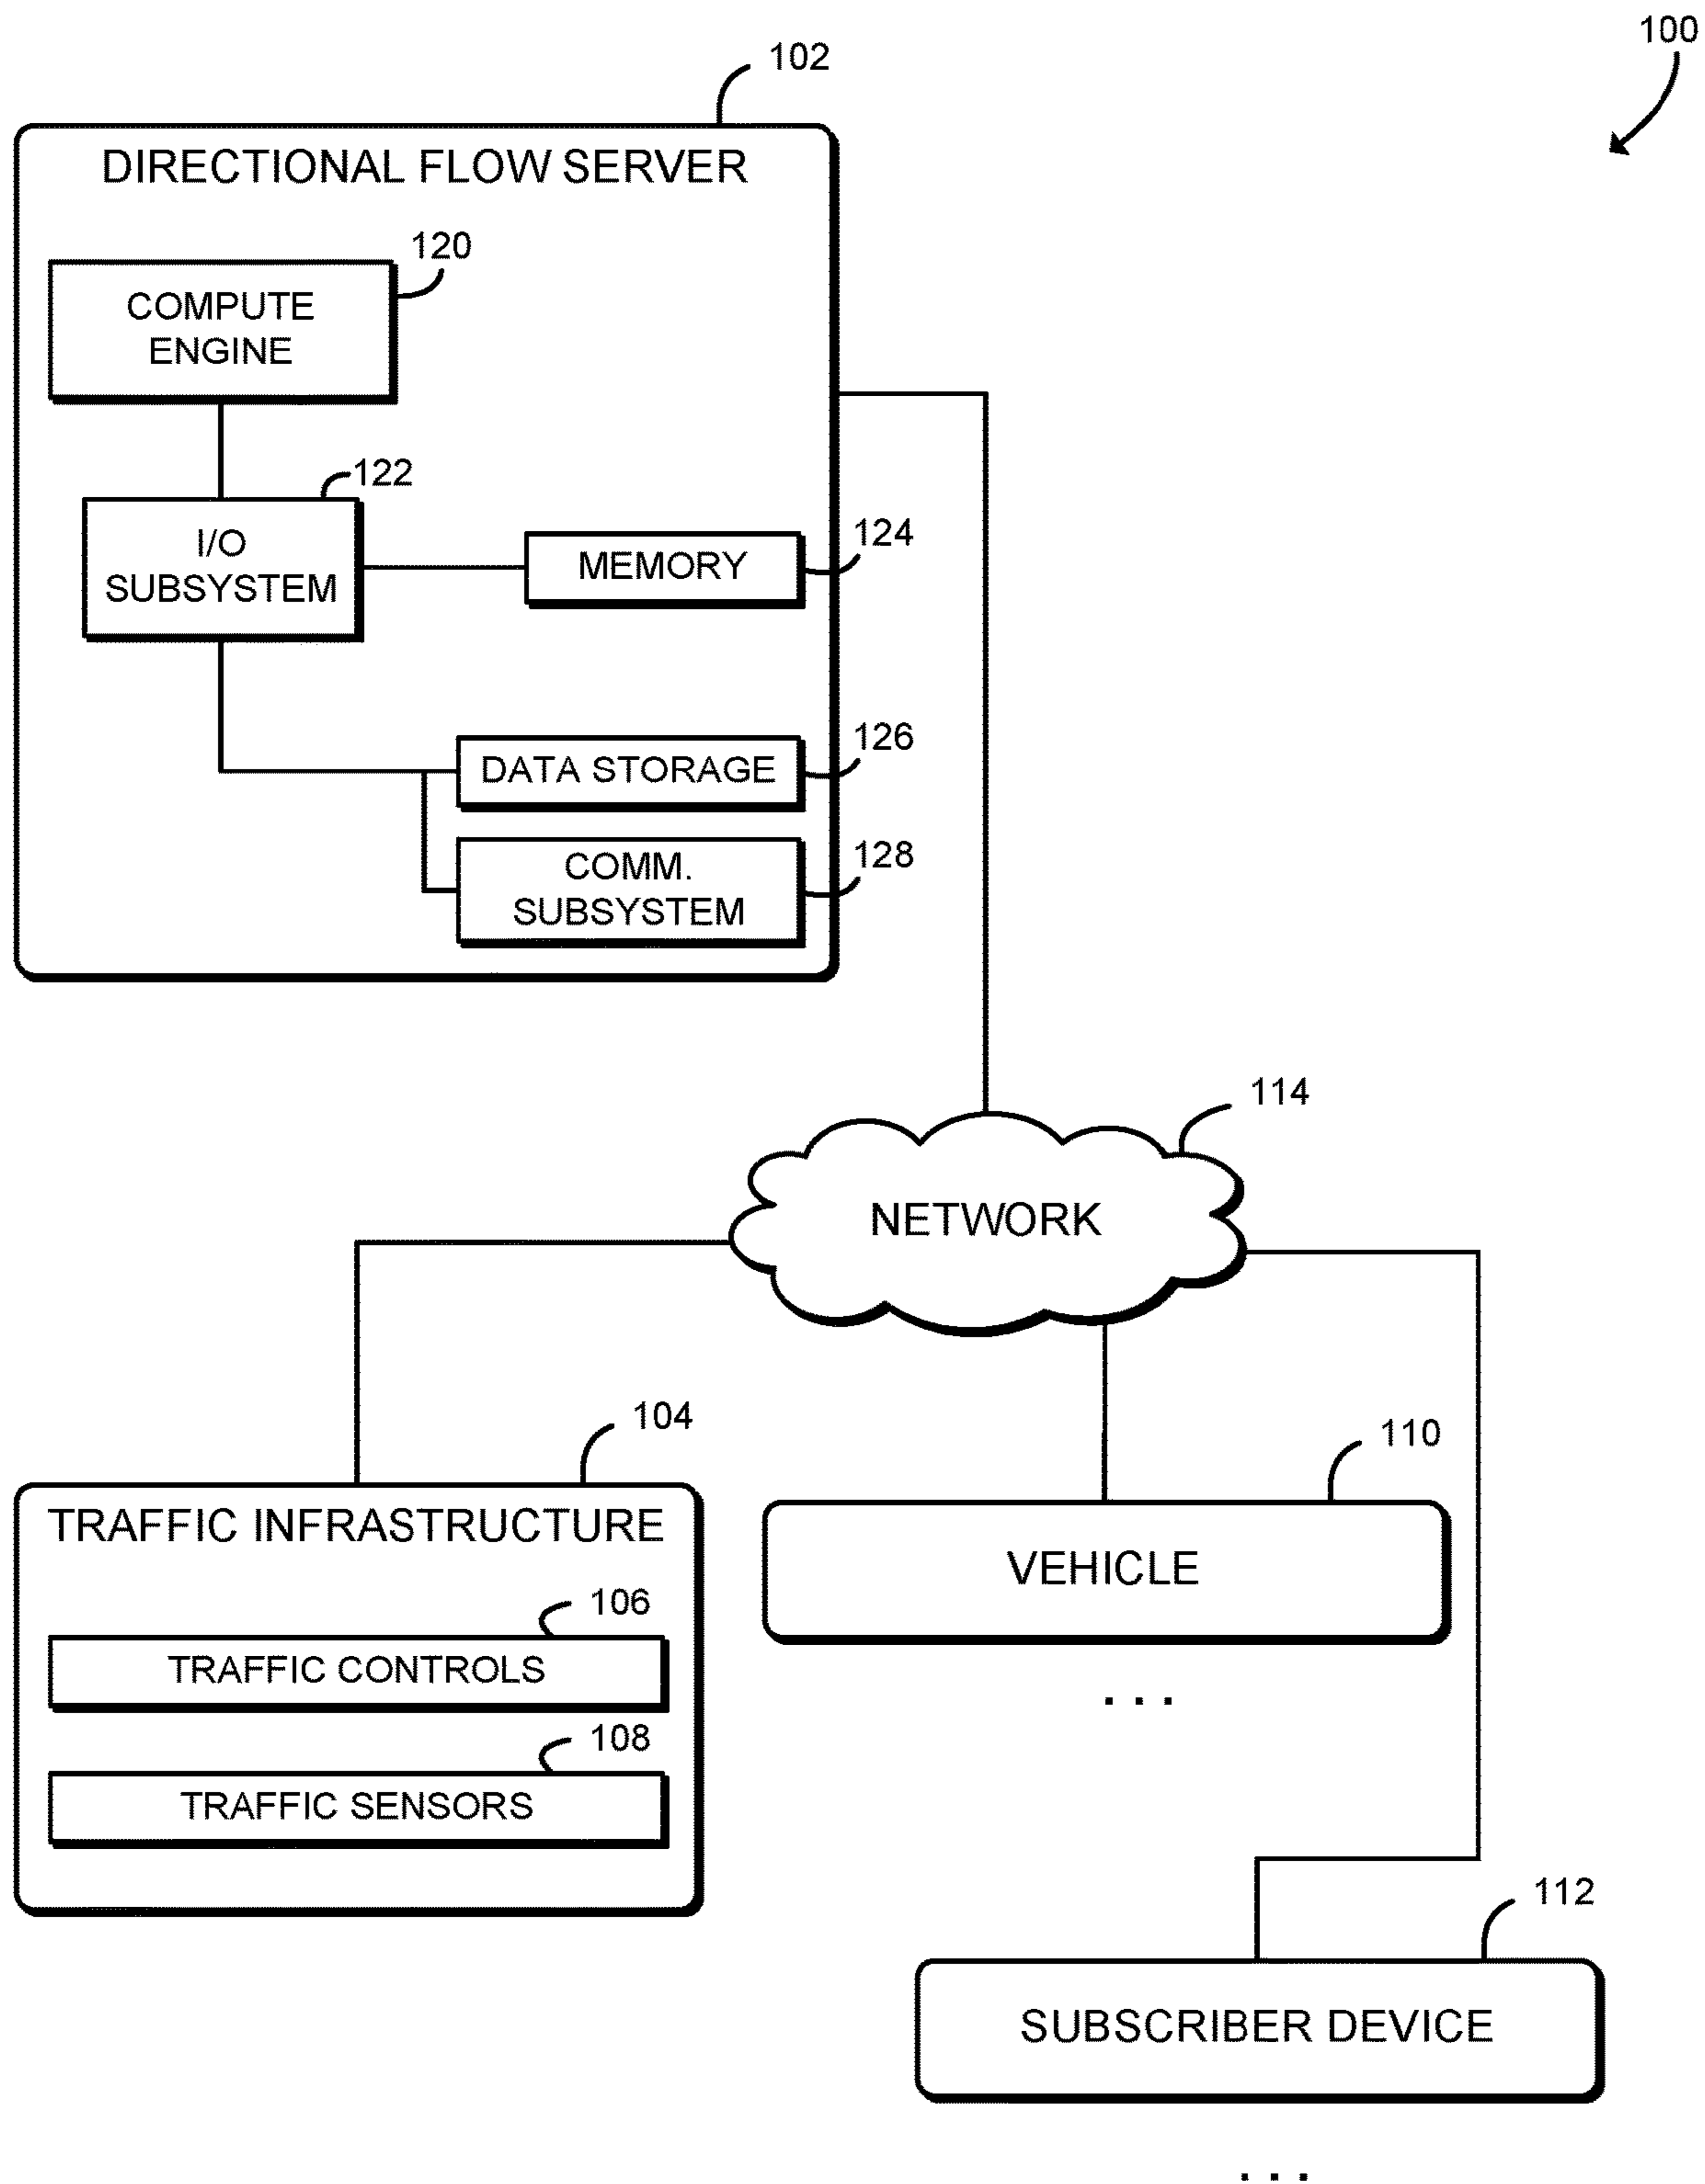 100
102
DIRECTIONAL FLOW SERVER
120
COMPUTE
ENGINE
122
I/O
SUBSYSTEM
124
MEMORY
126
DATA STORAGE
128
COMM.
SUBSYSTEM
114
NETWORK
104
TRAFFIC INFRASTRUCTURE
106
TRAFFIC CONTROLS
108
TRAFFIC SENSORS
110
VEHICLE
...
112
SUBSCRIBER DEVICE
...